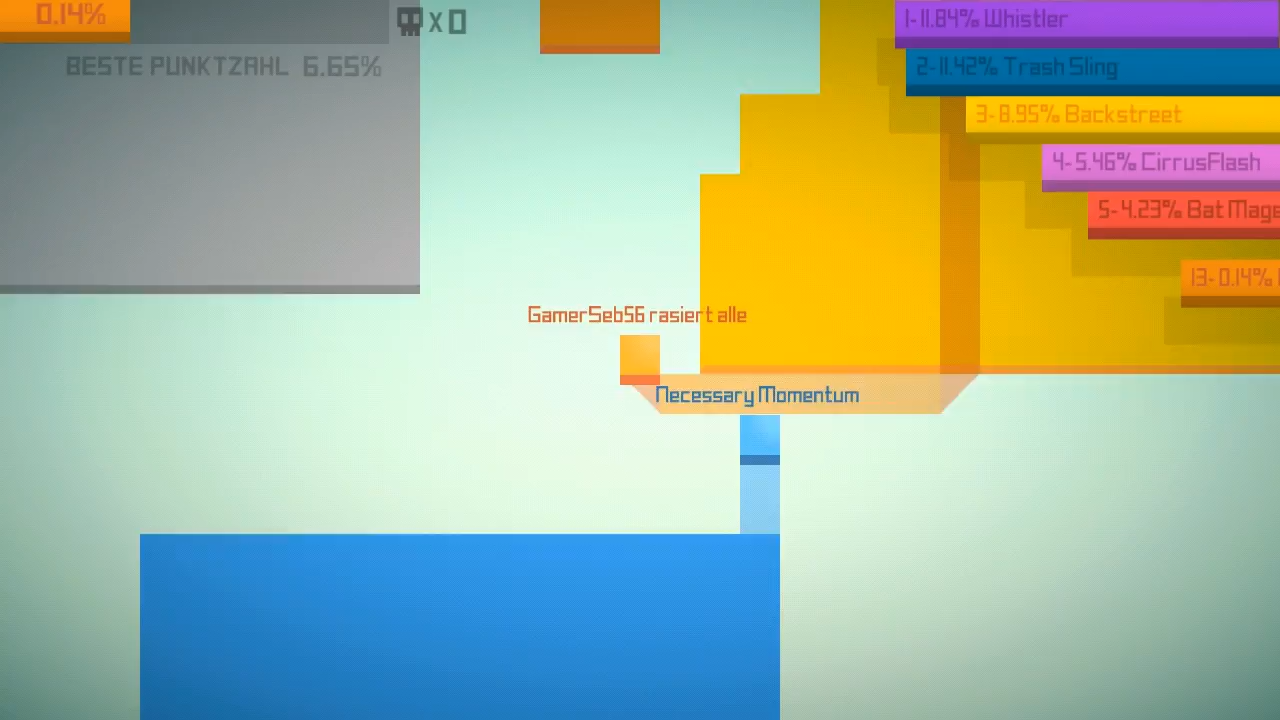 0.14%
x 0
BESTE PUNKTZAHL 6.65%
1- 11.84% Whistler
2- 11.42% Trash Sling
3- 8.95% Backstreet
4- 5.46% CirrusFlash
5- 4.23% Bat Mage
13- 0.14%
GamerSeb56 rasiert alle
Necessary Momentum